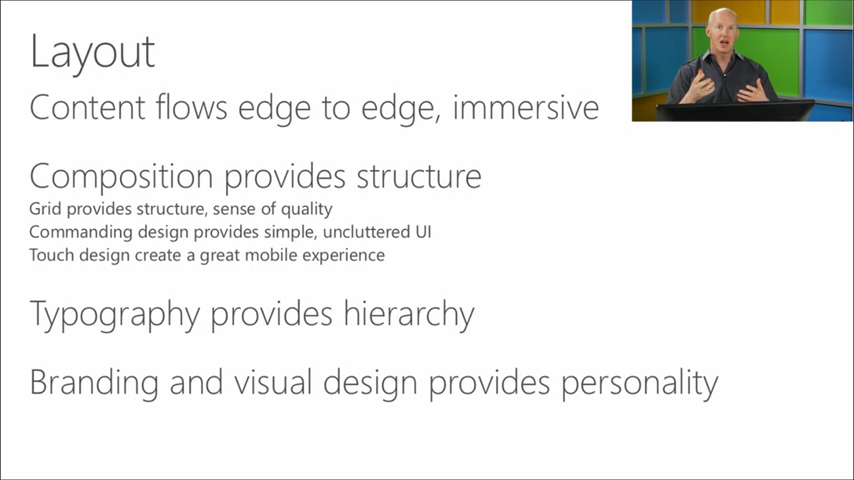 Layout
Content flows edge to edge, immersive
Composition provides structure
Grid provides structure, sense of quality
Commanding design provides simple, uncluttered UI
Touch design create a great mobile experience
Typography provides hierarchy
Branding and visual design provides personality